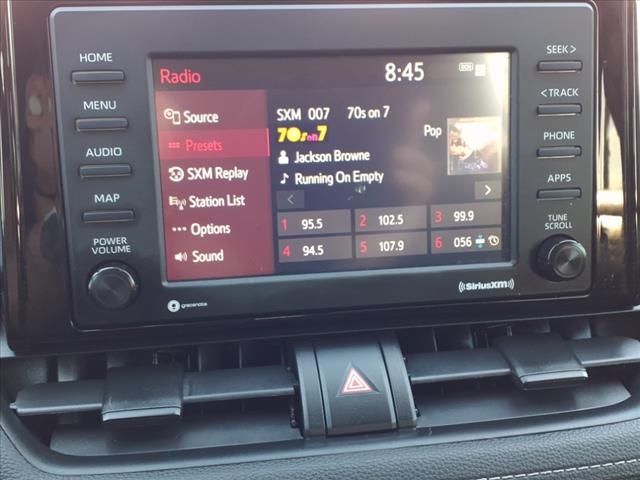 HOME
MENU
AUDIO
MAP
POWER
VOLUME
gracenote
Radio
8:45
Source
Presets
SXM Replay
Station List
Options
Sound
SXM 007 70s on 7
70s on 7
Pop
Jackson Browne
Running On Empty
1 95.5
2 102.5
3 99.9
4 94.5
5 107.9
6 056
SEEK >
< TRACK
PHONE
APPS
TUNE
SCROLL
((SiriusXM))